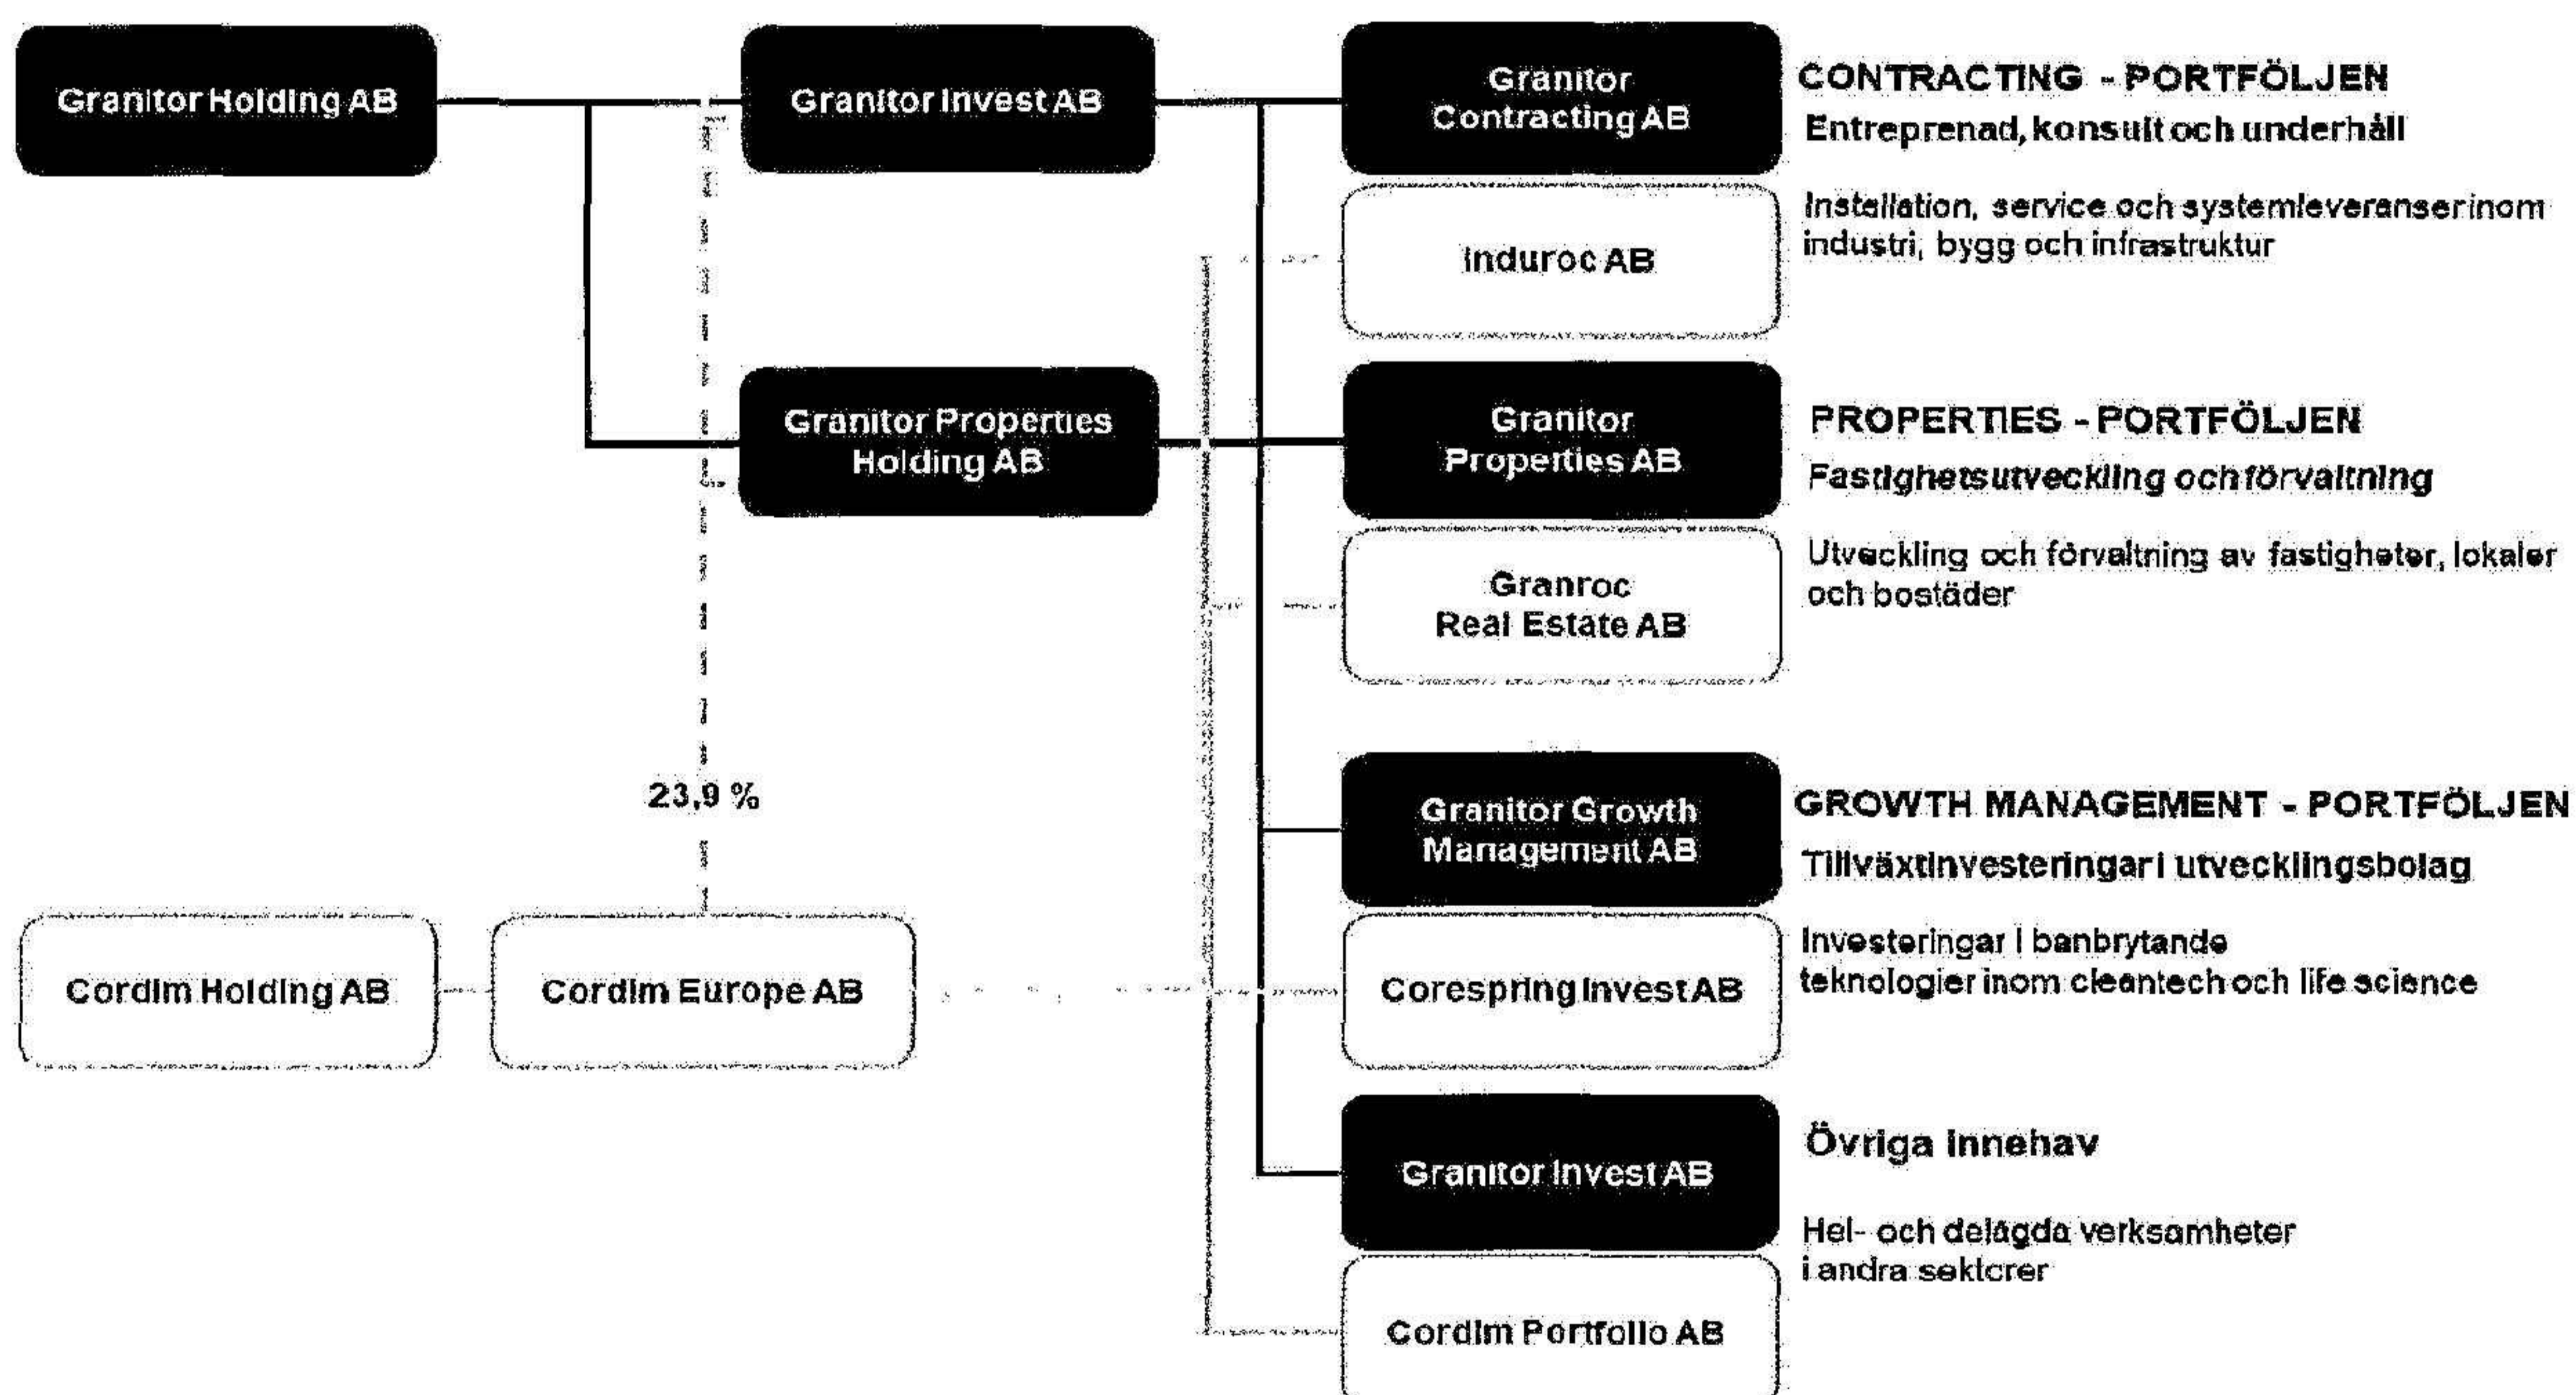 Granitor Holding AB
Granitor Invest AB
Granitor
Contracting AB
CONTRACTING - PORTFÖLJEN
Entreprenad, konsult och underhåll
Induroc AB
Installation, service och systemleveranser inom
industri, bygg och infrastruktur
Granitor Properties
Holding AB
Granitor
Properties AB
PROPERTIES - PORTFÖLJEN
Fastighetsutveckling och förvaltning
Granroc
Real Estate AB
Utveckling och förvaltning av fastigheter, lokaler
och bostäder
23,9 %
Granitor Growth
Management AB
GROWTH MANAGEMENT - PORTFÖLJEN
Tillväxtinvesteringar i utvecklingsbolag
Cordim Holding AB
Cordim Europe AB
Corespring Invest AB
Investeringar i banbrytande
teknologier inom cleantech och life science
Granitor Invest AB
Övriga innehav
Hel- och delägda verksamheter
i andra sektorer
Cordim Portfolio AB